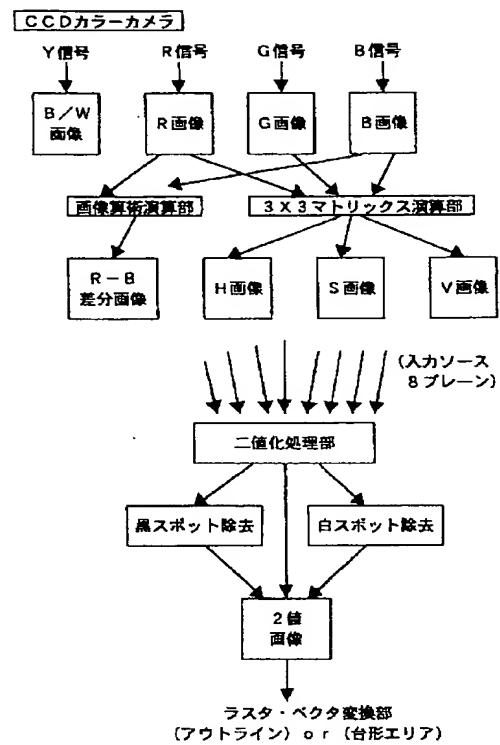 CCDカラーカメラ
Y信号 R信号 G信号 B信号
B/W
画像
R画像 G画像 B画像
画像算術演算部 3X3マトリックス演算部
R-B
差分画像
H画像 S画像 V画像
(入力ソース
8プレーン)
二値化処理部
黒スポット除去 白スポット除去
2値
画像
ラスタ・ベクタ変換部
(アウトライン) or (台形エリア)